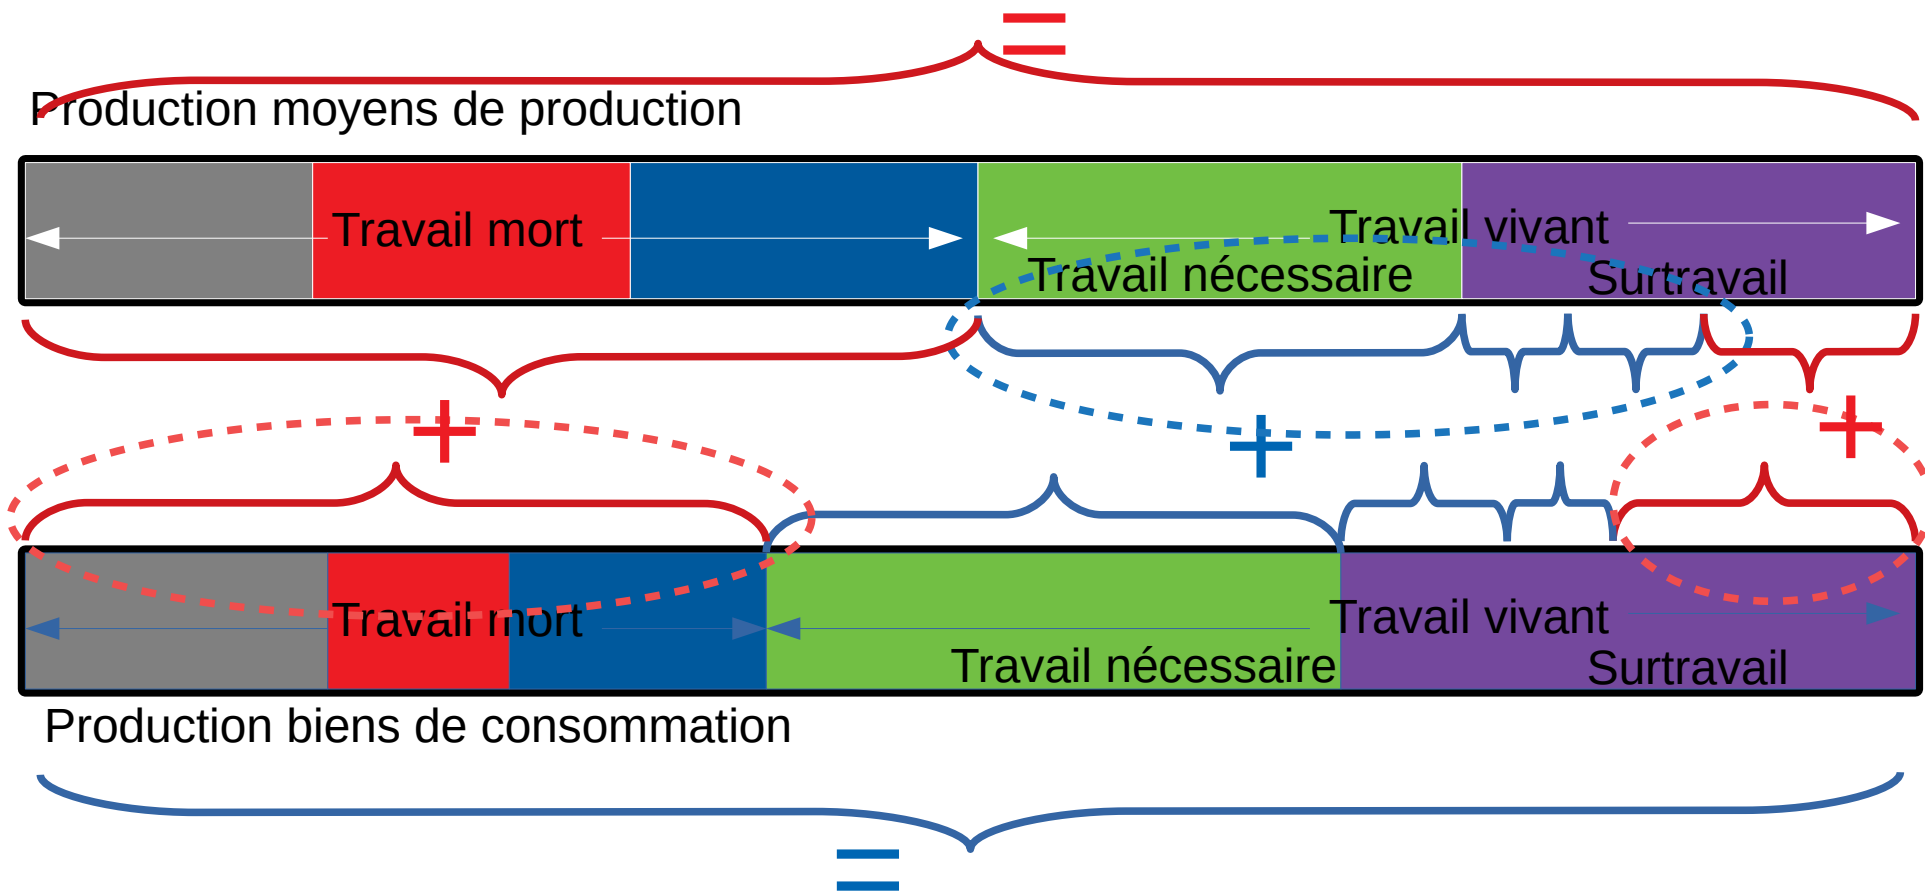 =
Production moyens de production
Travail mort
Travail vivant
Travail nécessaire
Surtravail
+
+
+
Travail mort
Travail vivant
Travail nécessaire
Surtravail
Production biens de consommation
=